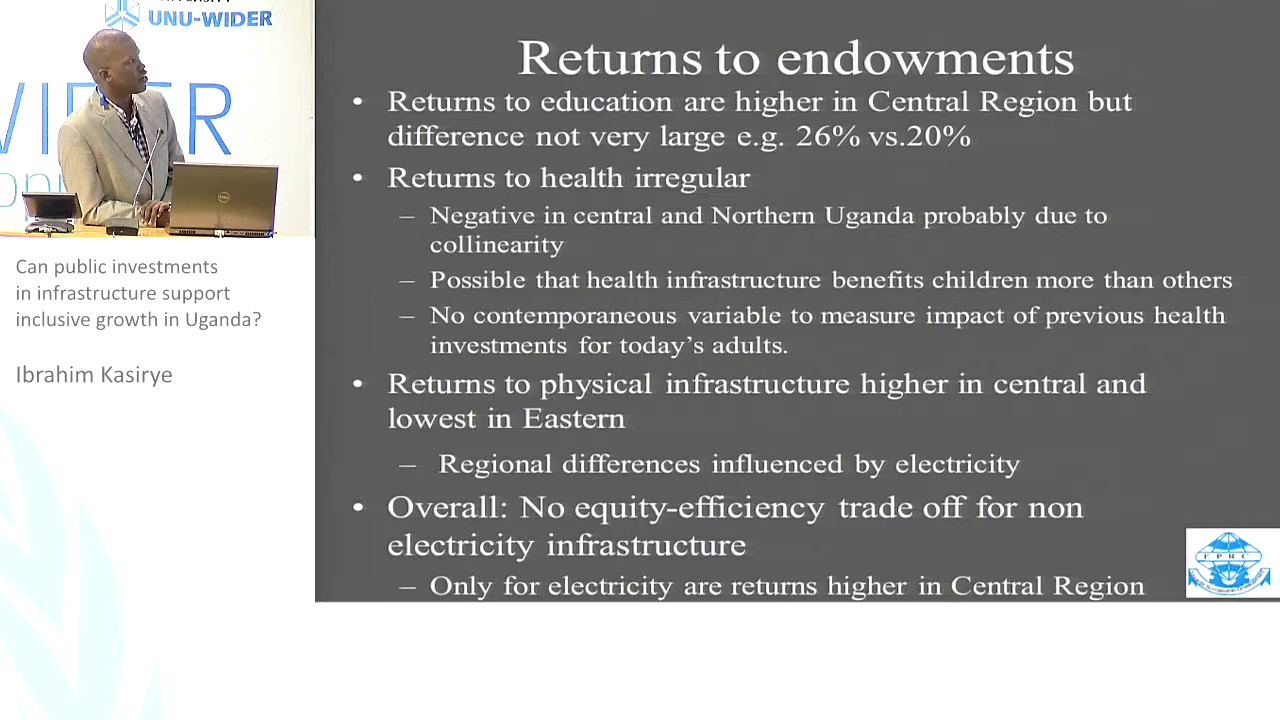 UNU-WIDER
WIDER
Can public investments
in infrastructure support
inclusive growth in Uganda?
Ibrahim Kasirye
Returns to endowments
• Returns to education are higher in Central Region but
difference not very large e.g. 26% vs.20%
• Returns to health irregular
– Negative in central and Northern Uganda probably due to
collinearity
– Possible that health infrastructure benefits children more than others
– No contemporaneous variable to measure impact of previous health
investments for today's adults.
• Returns to physical infrastructure higher in central and
lowest in Eastern
– Regional differences influenced by electricity
• Overall: No equity-efficiency trade off for non
electricity infrastructure
– Only for electricity are returns higher in Central Region
EPRC